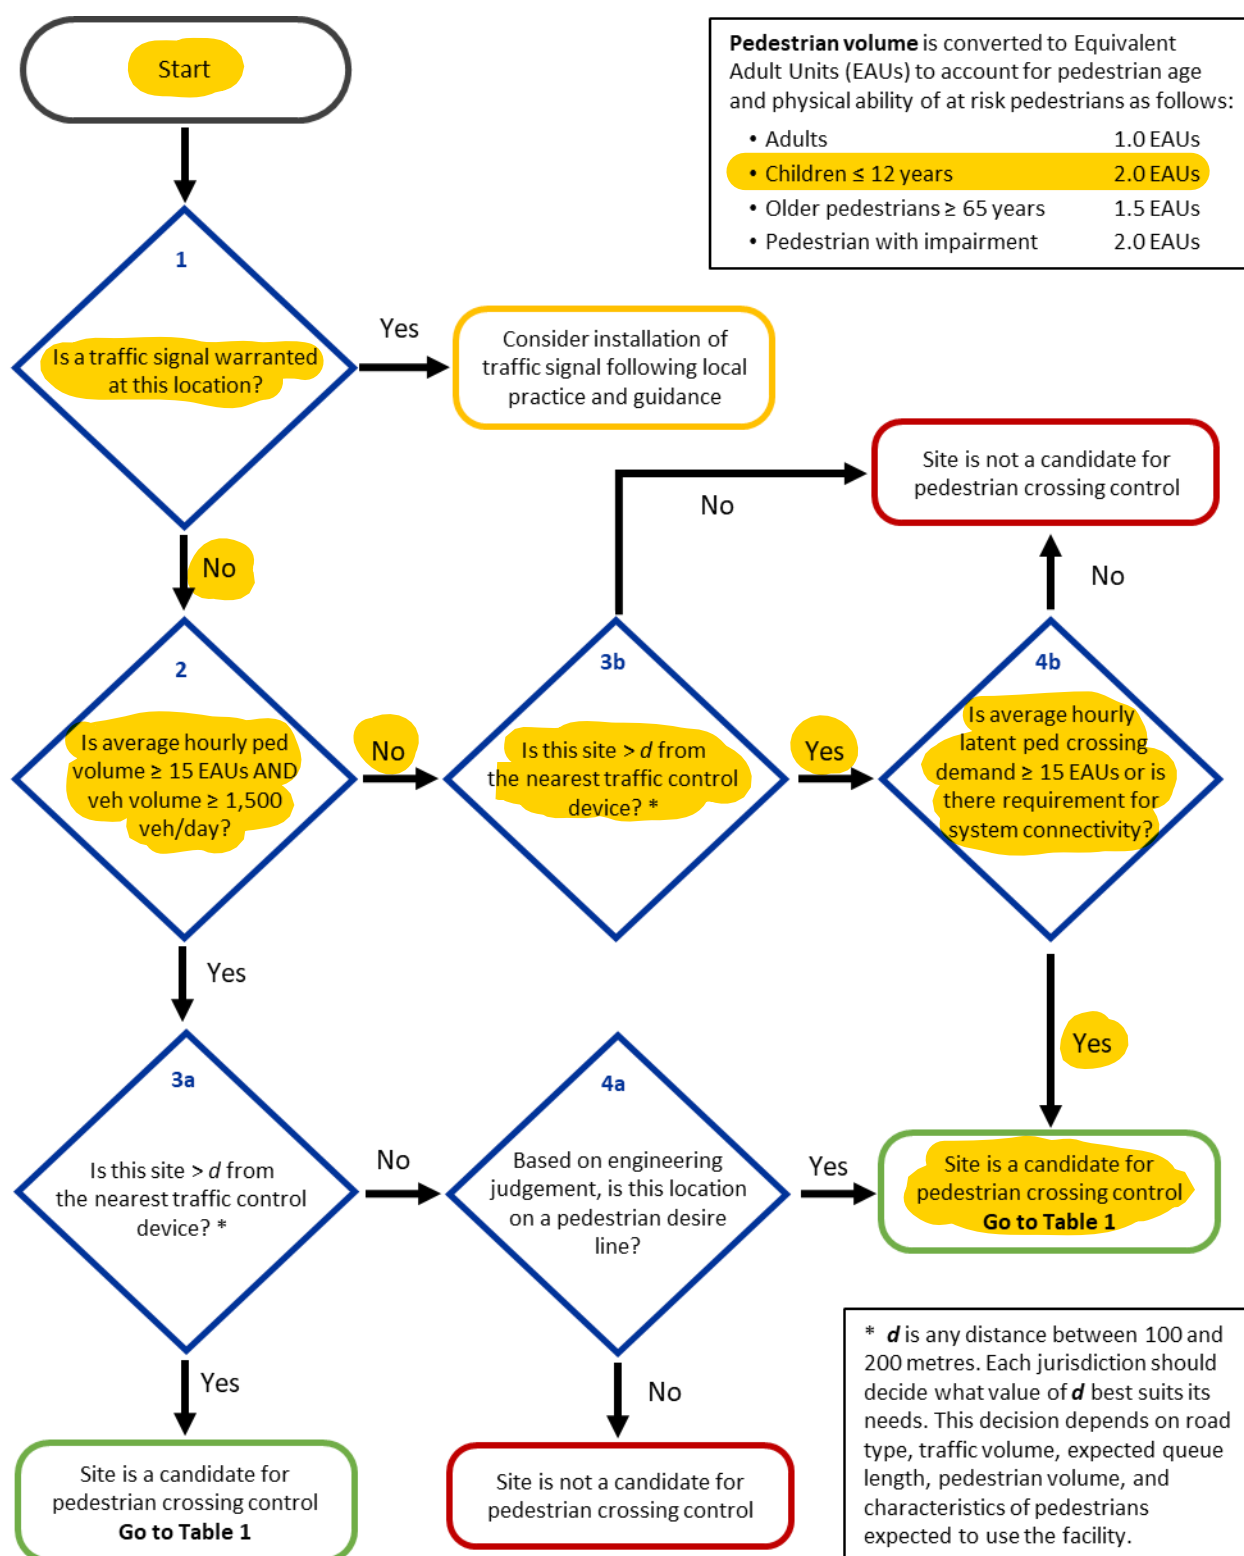 Start
Pedestrian volume is converted to Equivalent
Adult Units (EAUs) to account for pedestrian age
and physical ability of at risk pedestrians as follows:
• Adults 1.0 EAUs
• Children ≤ 12 years 2.0 EAUs
• Older pedestrians ≥ 65 years 1.5 EAUs
• Pedestrian with impairment 2.0 EAUs
1
Is a traffic signal warranted
at this location?
Yes
Consider installation of
traffic signal following local
practice and guidance
No
Site is not a candidate for
pedestrian crossing control
No
No
2
Is average hourly ped
volume ≥ 15 EAUs AND
veh volume ≥ 1,500
veh/day?
No
3b
Is this site > d from
the nearest traffic control
device? *
Yes
4b
Is average hourly
latent ped crossing
demand ≥ 15 EAUs or is
there requirement for
system connectivity?
Yes
Yes
3a
Is this site > d from
the nearest traffic control
device? *
No
4a
Based on engineering
judgement, is this location
on a pedestrian desire
line?
Yes
Site is a candidate for
pedestrian crossing control
Go to Table 1
Yes
No
Site is a candidate for
pedestrian crossing control
Go to Table 1
Site is not a candidate for
pedestrian crossing control
* d is any distance between 100 and
200 metres. Each jurisdiction should
decide what value of d best suits its
needs. This decision depends on road
type, traffic volume, expected queue
length, pedestrian volume, and
characteristics of pedestrians
expected to use the facility.